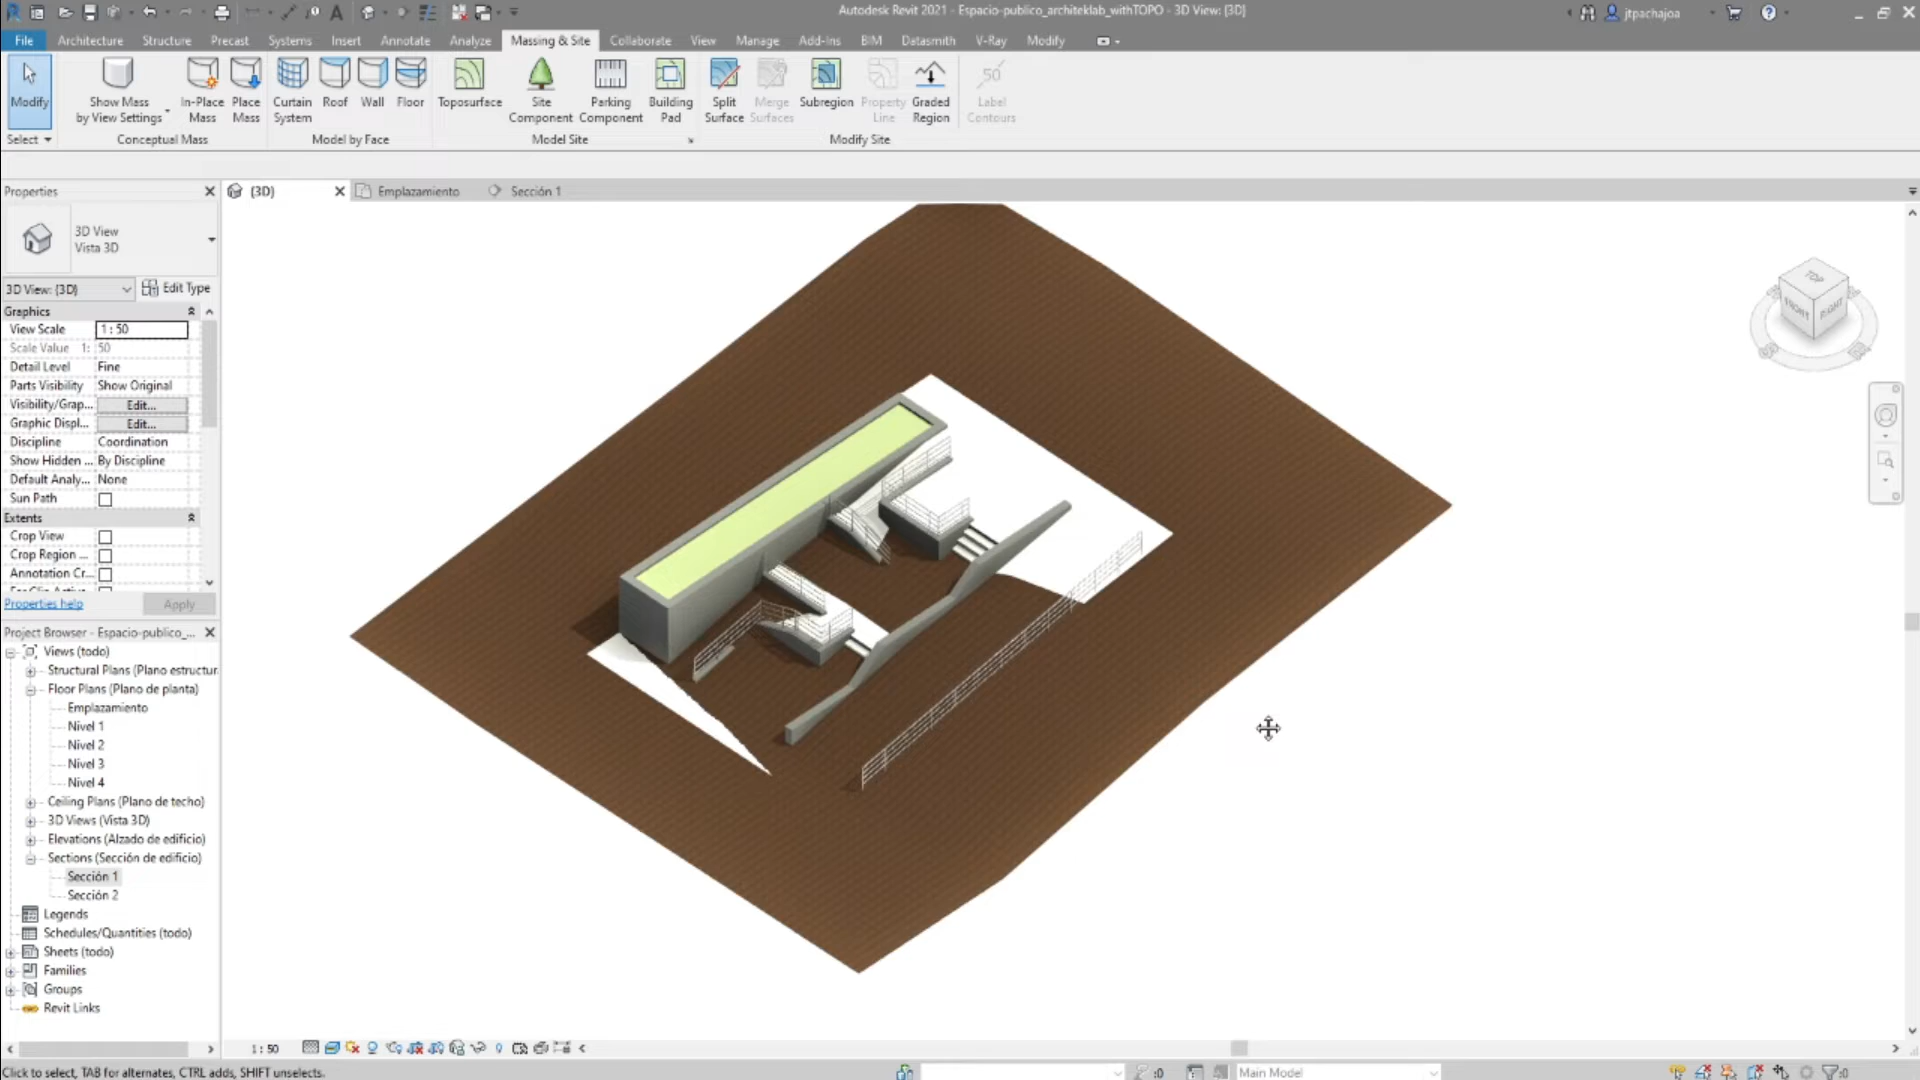 Autodesk Revit 2021 - Espacio-publico_architeklab_withTOPO - 3D View: {3D}
jtpachajoa
File
Architecture
Structure
Precast
Systems
Insert
Annotate
Analyze
Massing & Site
Collaborate
View
Manage
Add-Ins
BIM
Datasmith
V-Ray
Modify
Modify
Show Mass
by View Settings
In-Place
Mass
Place
Mass
Curtain
System
Roof
Wall
Floor
Toposurface
Site
Component
Parking
Component
Building
Pad
Split
Surface
Merge
Surfaces
Subregion
Property
Line
Graded
Region
50
Label
Contours
Select
Conceptual Mass
Model by Face
Model Site
Modify Site
Properties
{3D}
Emplazamiento
Sección 1
3D View
Vista 3D
3D View: {3D}
Edit Type
Graphics
View Scale 1 : 50
Scale Value 1: 50
Detail Level Fine
Parts Visibility Show Original
Visibility/Grap... Edit...
Graphic Displ... Edit...
Discipline Coordination
Show Hidden ... By Discipline
Default Analy... None
Sun Path
Extents
Crop View
Crop Region ...
Annotation Cr...
Properties help
Apply
TOP
FRONT
RIGHT
Project Browser - Espacio-publico_...
Views (todo)
Structural Plans (Plano estructur
Floor Plans (Plano de planta)
Emplazamiento
Nivel 1
Nivel 2
Nivel 3
Nivel 4
Ceiling Plans (Plano de techo)
3D Views (Vista 3D)
Elevations (Alzado de edificio)
Sections (Sección de edificio)
Sección 1
Sección 2
Legends
Schedules/Quantities (todo)
Sheets (todo)
Families
Groups
Revit Links
1 : 50
Click to select, TAB for alternates, CTRL adds, SHIFT unselects.
:0
Main Model
:0